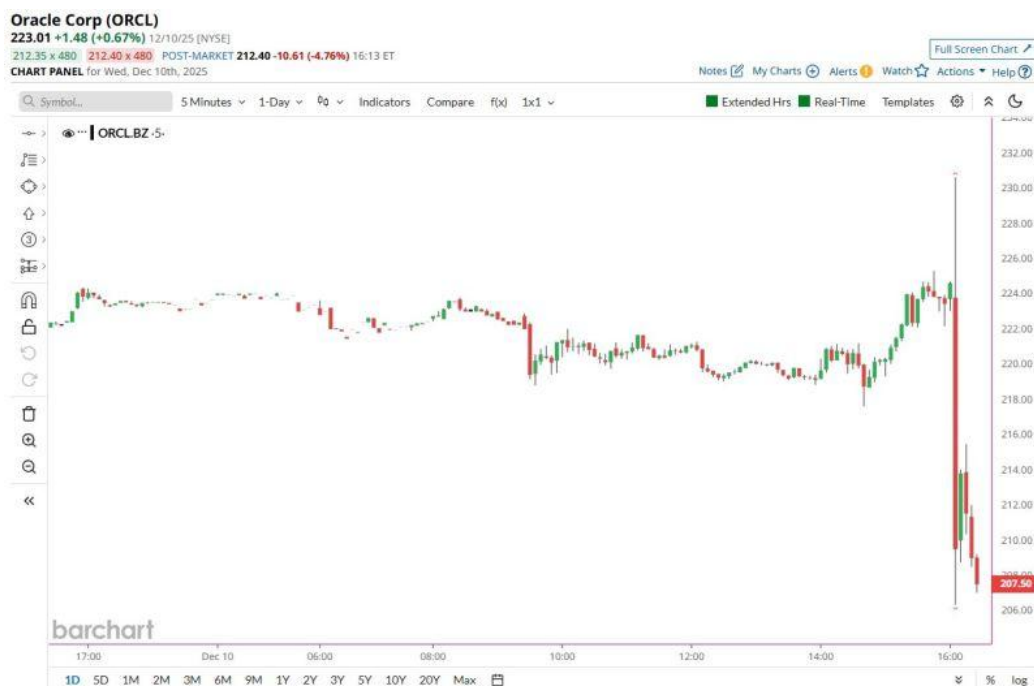 Oracle Corp (ORCL)
223.01 +1.48 (+0.67%) 12/10/25 [NYSE]
212.35 x 480 212.40 x 480 POST-MARKET 212.40 -10.61 (-4.76%) 16:13 ET
Full Screen Chart
CHART PANEL for Wed, Dec 10th, 2025
Notes My Charts Alerts Watch Actions Help
Symbol... 5 Minutes 1-Day Indicators Compare f(x) 1x1 Extended Hrs Real-Time Templates
ORCL.BZ ·5·
234.00
232.00
230.00
228.00
226.00
224.00
222.00
220.00
218.00
216.00
214.00
212.00
210.00
208.00
207.50
206.00
3
barchart
17:00 Dec 10 06:00 08:00 10:00 12:00 14:00 16:00
1D 5D 1M 2M 3M 6M 9M 1Y 2Y 3Y 5Y 10Y 20Y Max % log